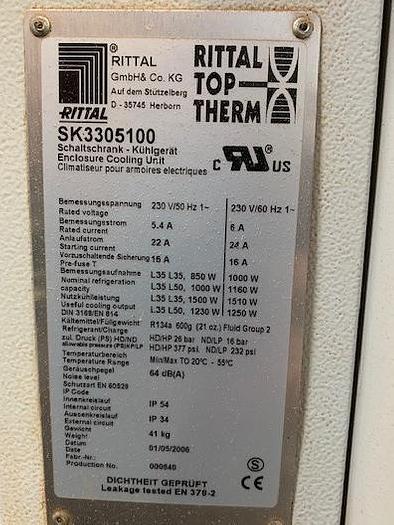 RITTAL
RITTAL
GmbH& Co. KG
Auf dem Stützelberg
D - 35745 Herborn
RITTAL
TOP
THERM
SK3305100
Schaltschrank - Kühlgerät
Enclosure Cooling Unit
Climatiseur pour armoires electriques
C RU US
Bemessungsspannung 230 V/50 Hz 1~ 230 V/60 Hz 1~
Rated voltage
Bemessungsstrom 5.4 A 6 A
Rated current
Anlaufstrom 22 A 24 A
Starting current
Vorzuschaltende Sicherung 16 A 16 A
Pre-fuse T
Bemessungsaufnahme L35 L35, 850 W 1000 W
Nominal refrigeration
capacity L35 L50, 1000 W 1160 W
Nutzkühlleistung L35 L35, 1500 W 1510 W
Useful cooling output
DIN 3168/EN 814 L35 L50, 1230 W 1250 W
Kältemittel/Füllgewicht R134a 600g (21 oz.) Fluid Group 2
Refrigerant/Charge
zul. Druck (PS) HD/ND HD/HP 26 bar ND/LP 16 bar
allowable pressure (PS)HP/LP HD/HP 377 psi. ND/LP 232 psi
Temperaturbereich
Temperature Range Min/Max TO 20°C - 55°C
Geräuschpegel
Noise level 64 dB(A)
Schutzart EN 60529
IP Code
Innenkreislauf IP 54
Internal circuit
Aussenkreislauf IP 34
External circuit
Gewicht
Weight 41 kg
Datum
Date 01/05/2006
Fabr.-Nr.:
Production No. 000640
S
CE
DICHTHEIT GEPRÜFT
Leakage tested EN 378-2